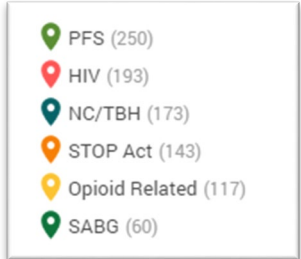 PFS (250)
HIV (193)
NC/TBH (173)
STOP Act (143)
Opioid Related (117)
SABG (60)